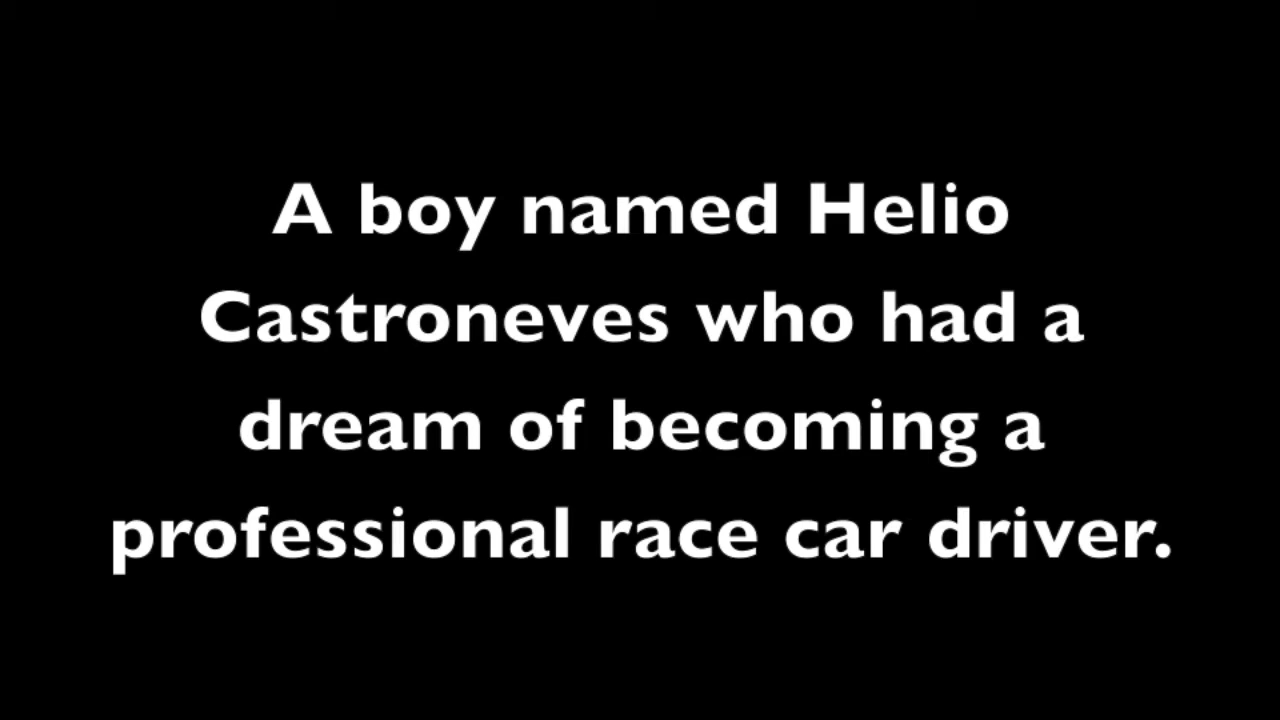 A boy named Helio
Castroneves who had a
dream of becoming a
professional race car driver.